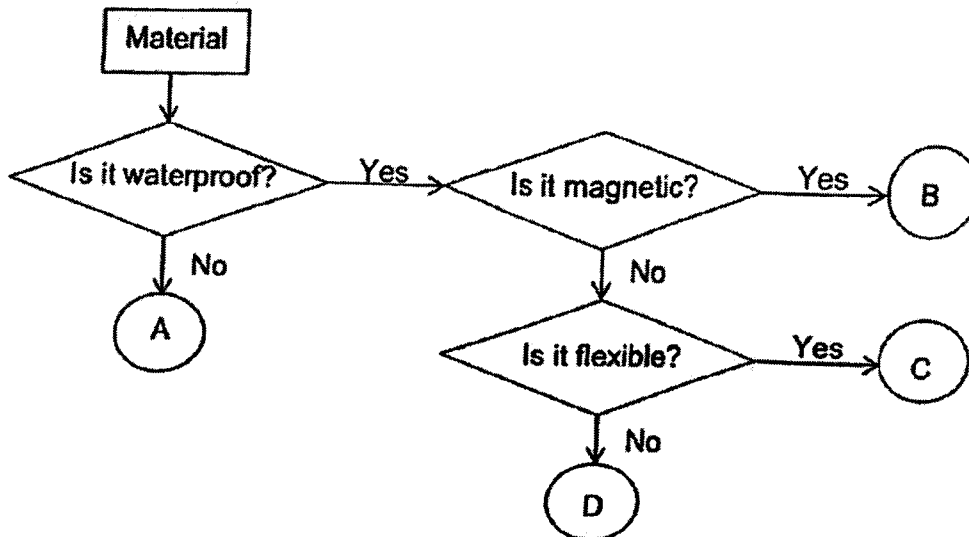 Material
Is it waterproof?
Yes
Is it magnetic?
Yes
B
No
No
A
Is it flexible?
Yes
C
No
D